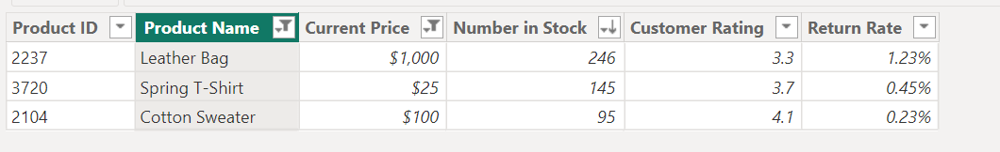 Product ID Product Name Current Price Number in Stock Customer Rating Return Rate
2237 Leather Bag $1,000 246 3.3 1.23%
3720 Spring T-Shirt $25 145 3.7 0.45%
2104 Cotton Sweater $100 95 4.1 0.23%